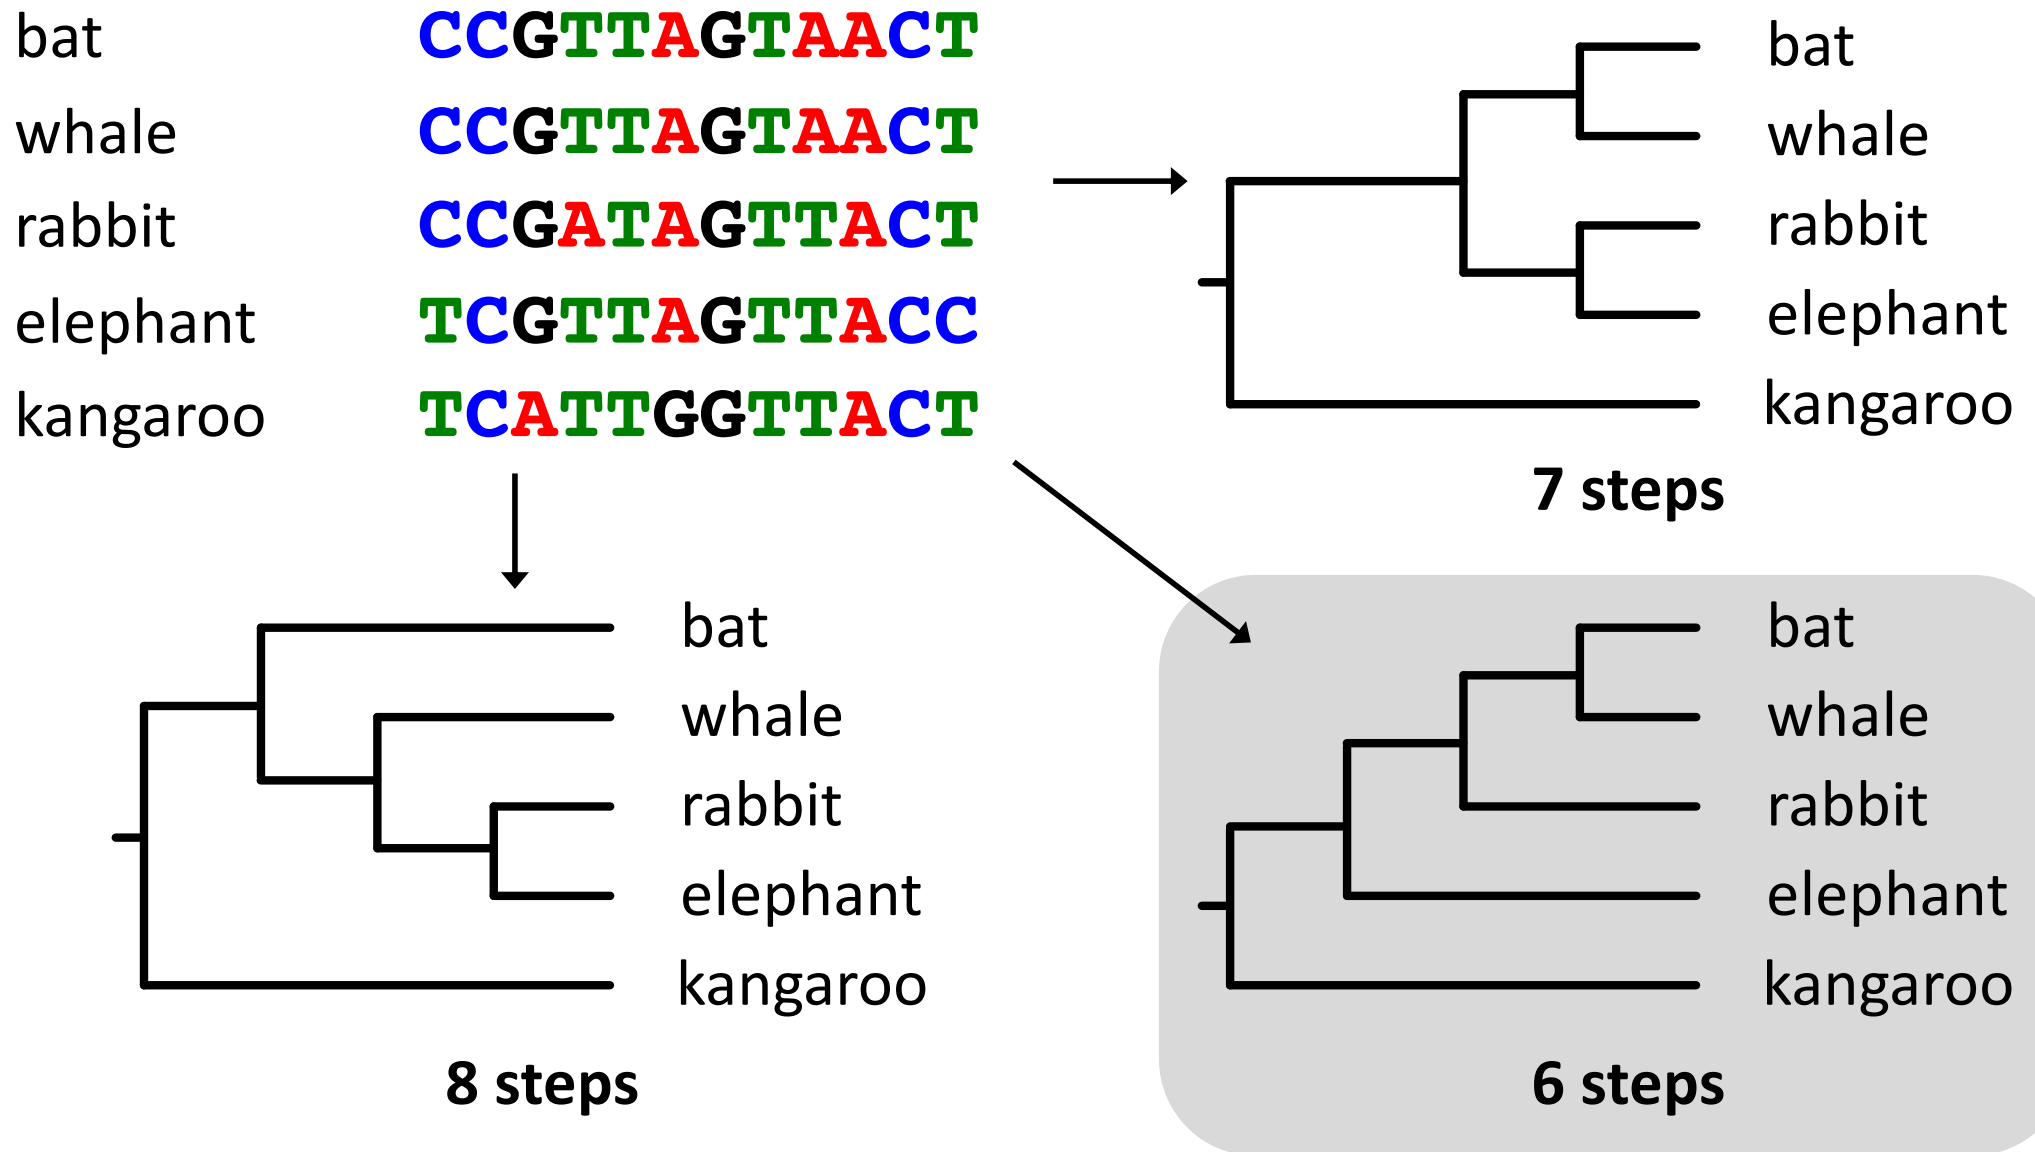 bat CCGTTAGTAACT
whale CCGTTAGTAACT
rabbit CCGATAGTTACT
elephant TCGTTAGTTACC
kangaroo TCATTGGTTACT
bat
whale
rabbit
elephant
kangaroo
7 steps
bat
whale
rabbit
elephant
kangaroo
8 steps
bat
whale
rabbit
elephant
kangaroo
6 steps